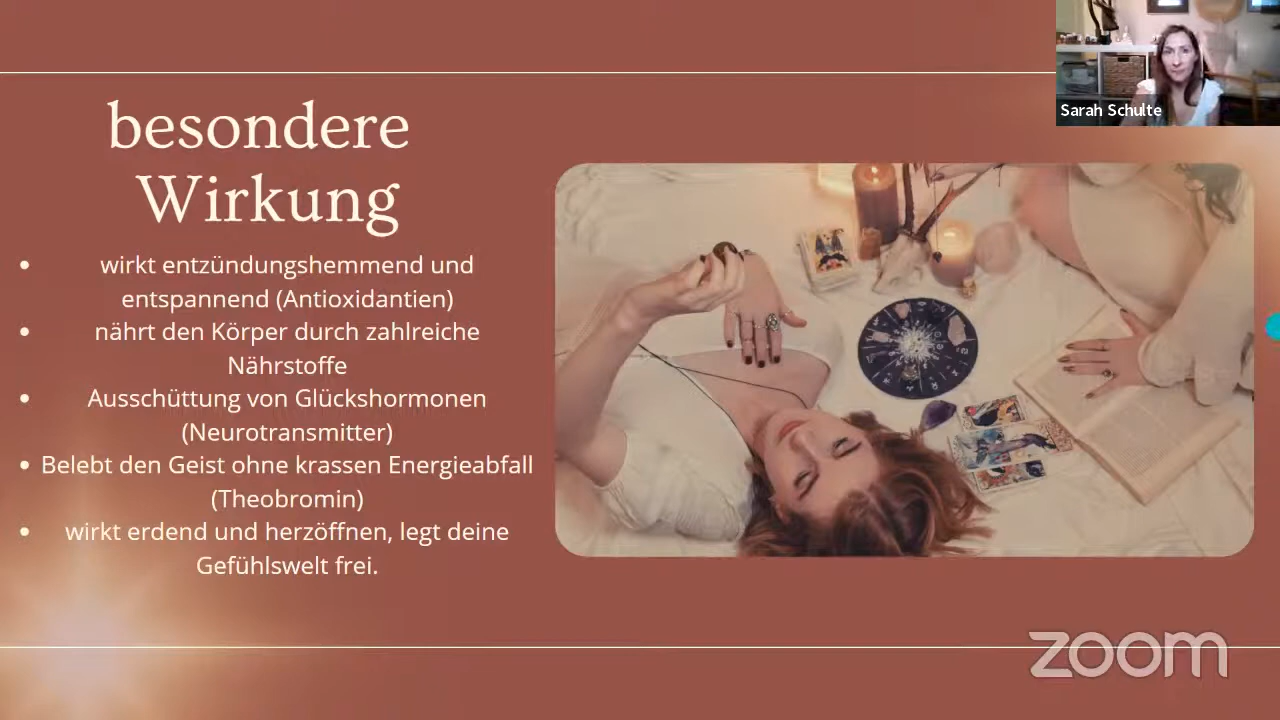 Sarah Schulte
besondere
Wirkung
• wirkt entzündungshemmend und
entspannend (Antioxidantien)
• nährt den Körper durch zahlreiche
Nährstoffe
• Ausschüttung von Glückshormonen
(Neurotransmitter)
• Belebt den Geist ohne krassen Energieabfall
(Theobromin)
• wirkt erdend und herzöffnen, legt deine
Gefühlswelt frei.
zoom